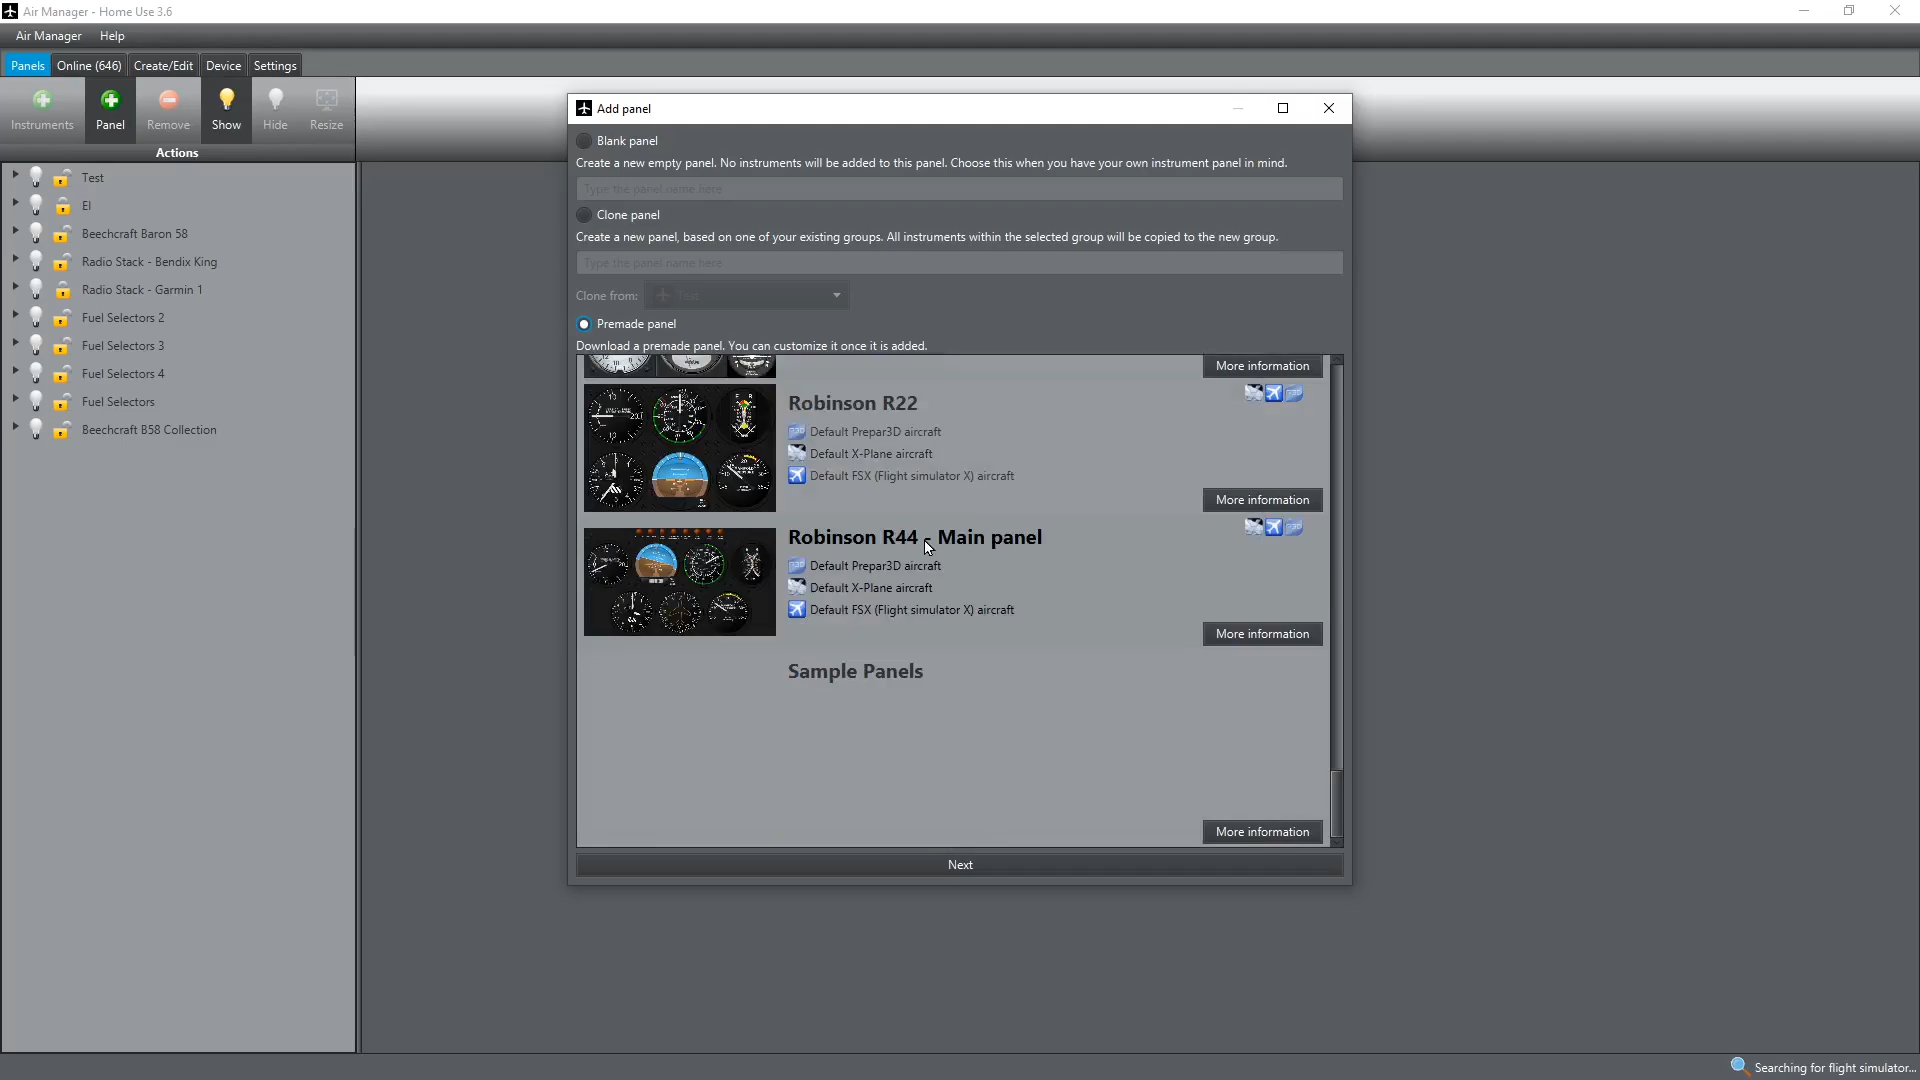 Air Manager - Home Use 3.6
Air Manager Help
Panels Online (646) Create/Edit Device Settings
Instruments Panel Remove Show Hide Resize
Actions
Test
EI
Beechcraft Baron 58
Radio Stack - Bendix King
Radio Stack - Garmin 1
Fuel Selectors 2
Fuel Selectors 3
Fuel Selectors 4
Fuel Selectors
Beechcraft B58 Collection
Add panel
Blank panel
Create a new empty panel. No instruments will be added to this panel. Choose this when you have your own instrument panel in mind.
Type the panel name here
Clone panel
Create a new panel, based on one of your existing groups. All instruments within the selected group will be copied to the new group.
Type the panel name here
Clone from: Test
Premade panel
Download a premade panel. You can customize it once it is added.
More information
Robinson R22
Default Prepar3D aircraft
Default X-Plane aircraft
Default FSX (Flight simulator X) aircraft
More information
Robinson R44 - Main panel
Default Prepar3D aircraft
Default X-Plane aircraft
Default FSX (Flight simulator X) aircraft
More information
Sample Panels
More information
Next
Searching for flight simulator...